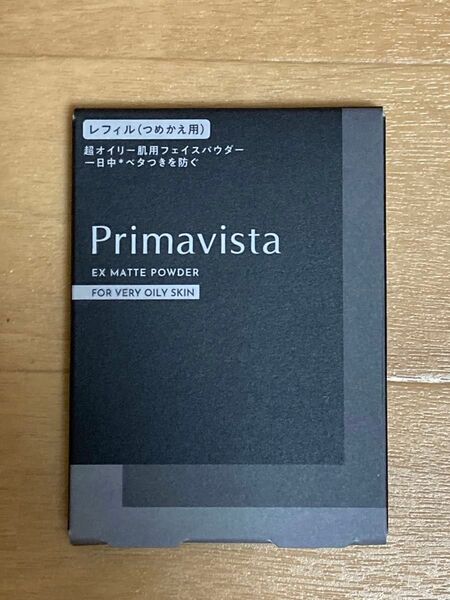 レフィル(つめかえ用)
超オイリー肌用フェイスパウダー
一日中*ベタつきを防ぐ
Primavista
EX MATTE POWDER
FOR VERY OILY SKIN